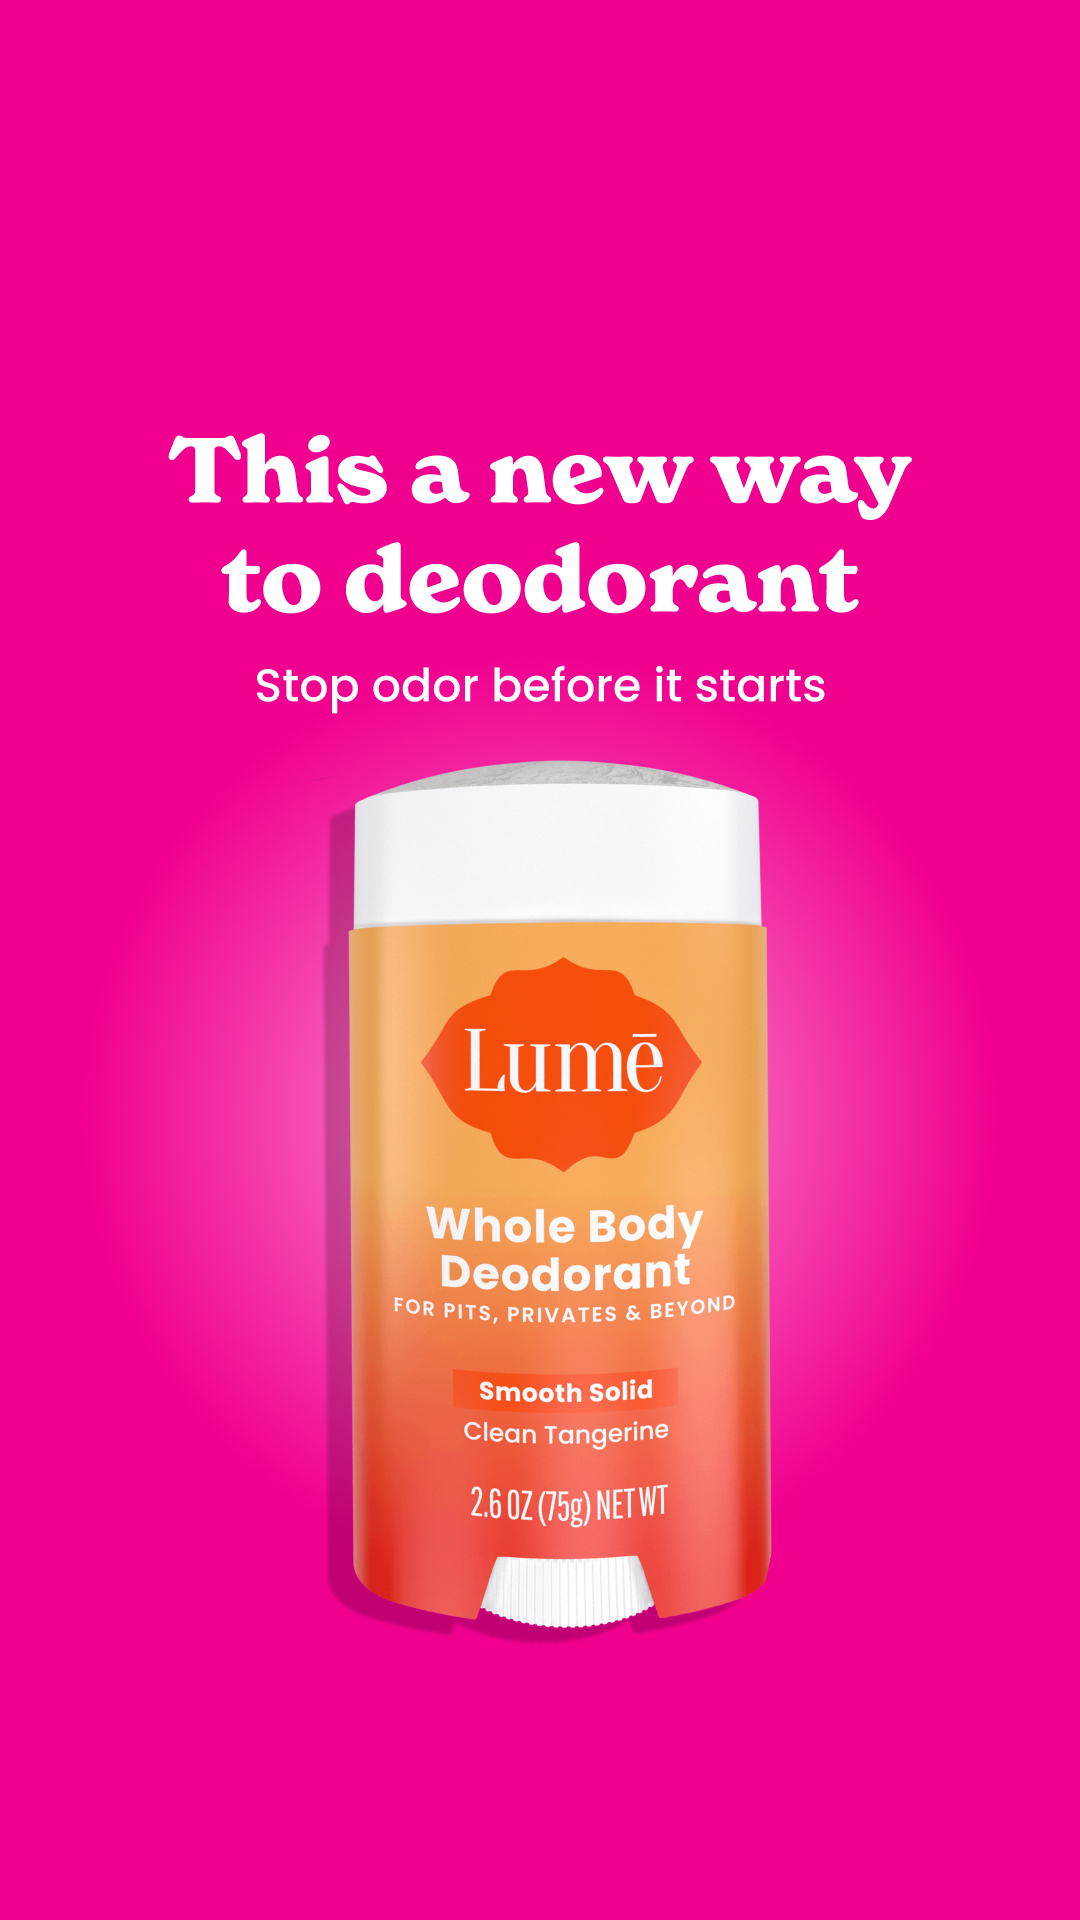 This a new way
to deodorant
Stop odor before it starts
Lumē
Whole Body
Deodorant
FOR PITS, PRIVATES & BEYOND
Smooth Solid
Clean Tangerine
2.6 OZ (75g) NET WT